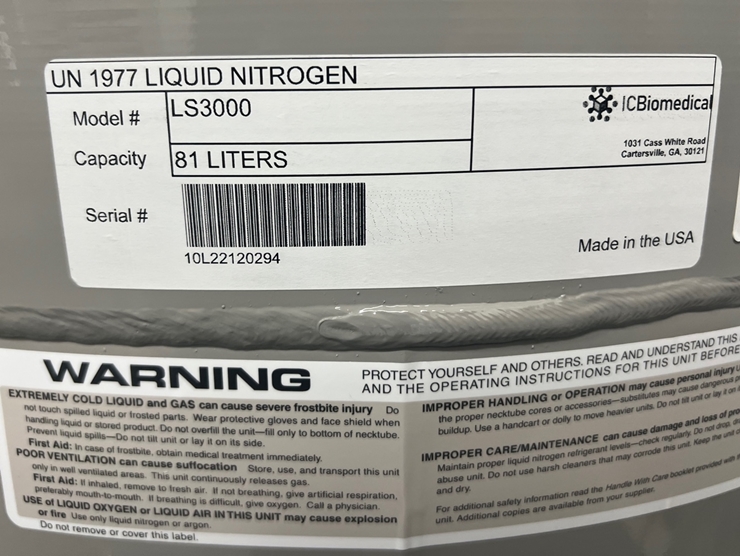 UN 1977 LIQUID NITROGEN
Model # LS3000
ICBiomedical
1031 Cass White Road
Cartersville, GA, 30121
Capacity 81 LITERS
Serial #
10L22120294
Made in the USA
WARNING
EXTREMELY COLD LIQUID and GAS can cause severe frostbite injury Do
not touch spilled liquid or frosted parts. Wear protective gloves and face shield when
handling liquid or stored product. Do not overfill the unit—fill only to bottom of necktube.
Prevent liquid spills—Do not tilt unit or lay it on its side.
First Aid: In case of frostbite, obtain medical treatment immediately.
POOR VENTILATION can cause suffocation Store, use, and transport this unit
only in well ventilated areas. This unit continuously releases gas.
First Aid: If inhaled, remove to fresh air. If not breathing, give artificial respiration,
preferably mouth-to-mouth. If breathing is difficult, give oxygen. Call a physician.
USE of LIQUID OXYGEN or LIQUID AIR IN THIS UNIT may cause explosion
or fire Use only liquid nitrogen or argon.
Do not remove or cover this label.
PROTECT YOURSELF AND OTHERS, READ AND UNDERSTAND THIS
AND THE OPERATING INSTRUCTIONS FOR THIS UNIT BEFORE
IMPROPER HANDLING or OPERATION may cause personal injury
the proper necktube cores or accessories—substitutes may cause dangerous
buildup. Use a handcart or dolly to move heavier units. Do not tilt unit or lay it on
IMPROPER CARE/MAINTENANCE can cause damage and loss of
Maintain proper liquid nitrogen refrigerant levels—check regularly. Do not drop,
abuse unit. Do not use harsh cleaners that may corrode this unit. Keep the unit
and dry.
For additional safety information read the Handle With Care booklet provided with
unit. Additional copies are available from your supplier.